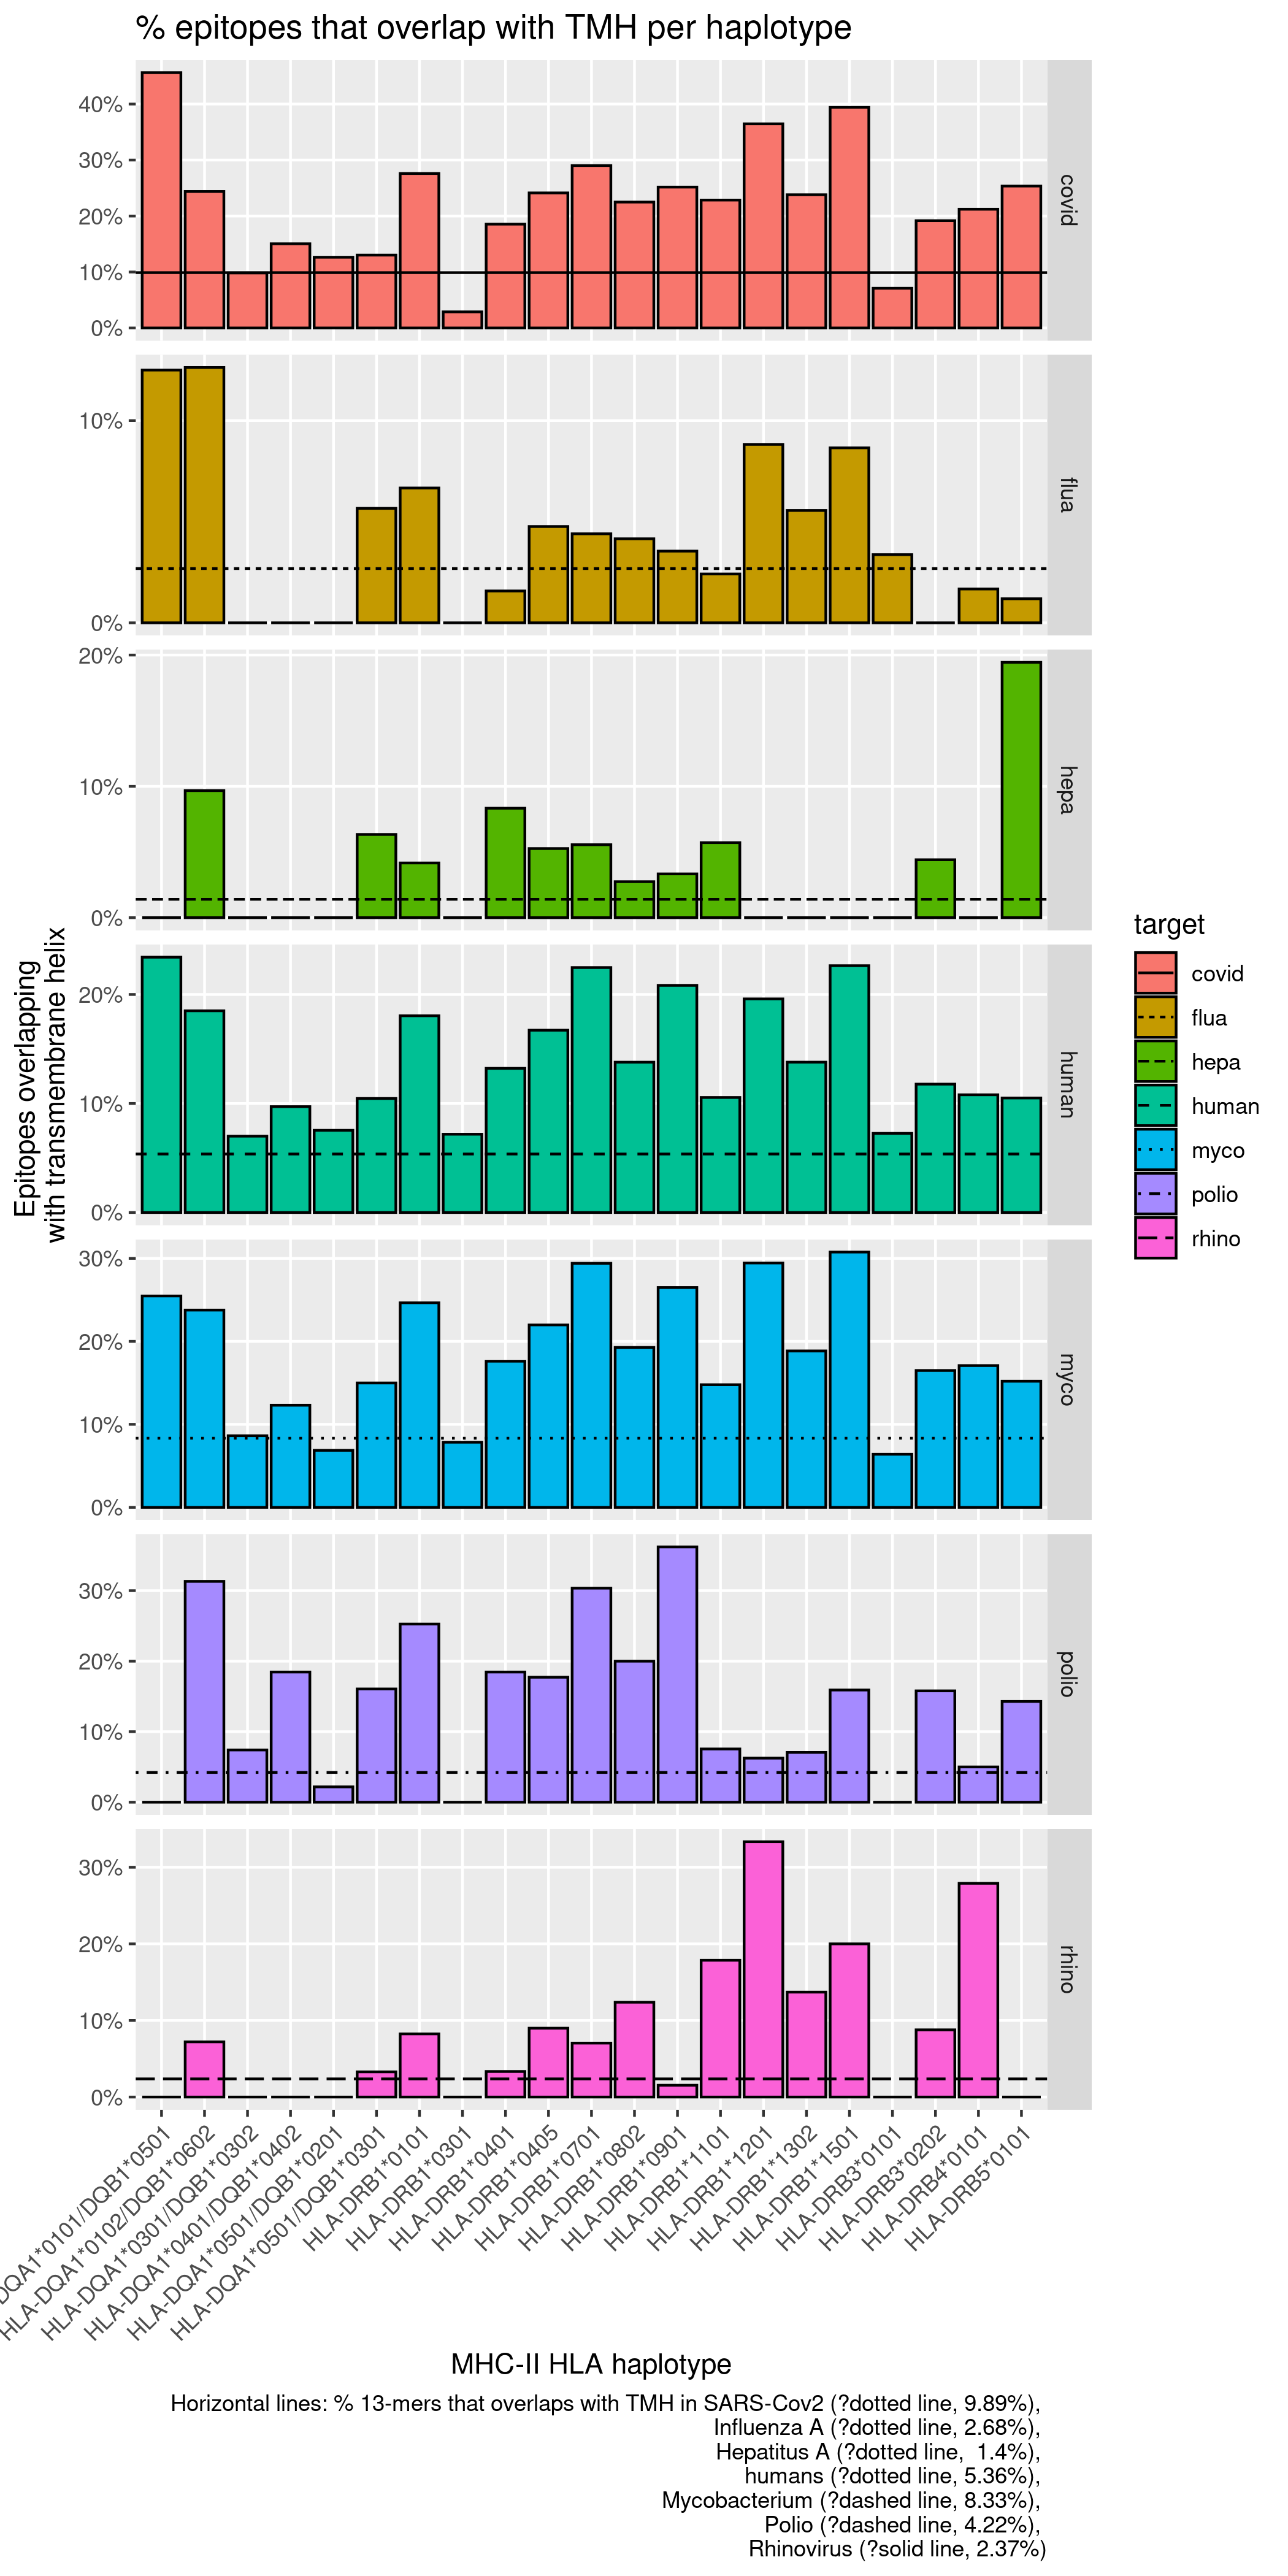 % epitopes that overlap with TMH per haplotype
Epitopes overlapping
with transmembrane helix
40%
30%
20%
10%
0%
covid
10%
0%
flua
20%
10%
0%
hepa
20%
10%
0%
human
30%
20%
10%
0%
myco
30%
20%
10%
0%
polio
30%
20%
10%
0%
rhino
DQA1*0101/DQB1*0501
HLA-DQA1*0102/DQB1*0602
HLA-DQA1*0301/DQB1*0302
HLA-DQA1*0401/DQB1*0402
HLA-DQA1*0501/DQB1*0201
HLA-DQA1*0501/DQB1*0301
HLA-DRB1*0101
HLA-DRB1*0301
HLA-DRB1*0401
HLA-DRB1*0405
HLA-DRB1*0701
HLA-DRB1*0802
HLA-DRB1*0901
HLA-DRB1*1101
HLA-DRB1*1201
HLA-DRB1*1302
HLA-DRB1*1501
HLA-DRB3*0101
HLA-DRB3*0202
HLA-DRB4*0101
HLA-DRB5*0101
MHC-II HLA haplotype
target
covid
flua
hepa
human
myco
polio
rhino
Horizontal lines: % 13-mers that overlaps with TMH in SARS-Cov2 (?dotted line, 9.89%),
Influenza A (?dotted line, 2.68%),
Hepatitus A (?dotted line,  1.4%),
humans (?dotted line, 5.36%),
Mycobacterium (?dashed line, 8.33%),
Polio (?dashed line, 4.22%),
Rhinovirus (?solid line, 2.37%)